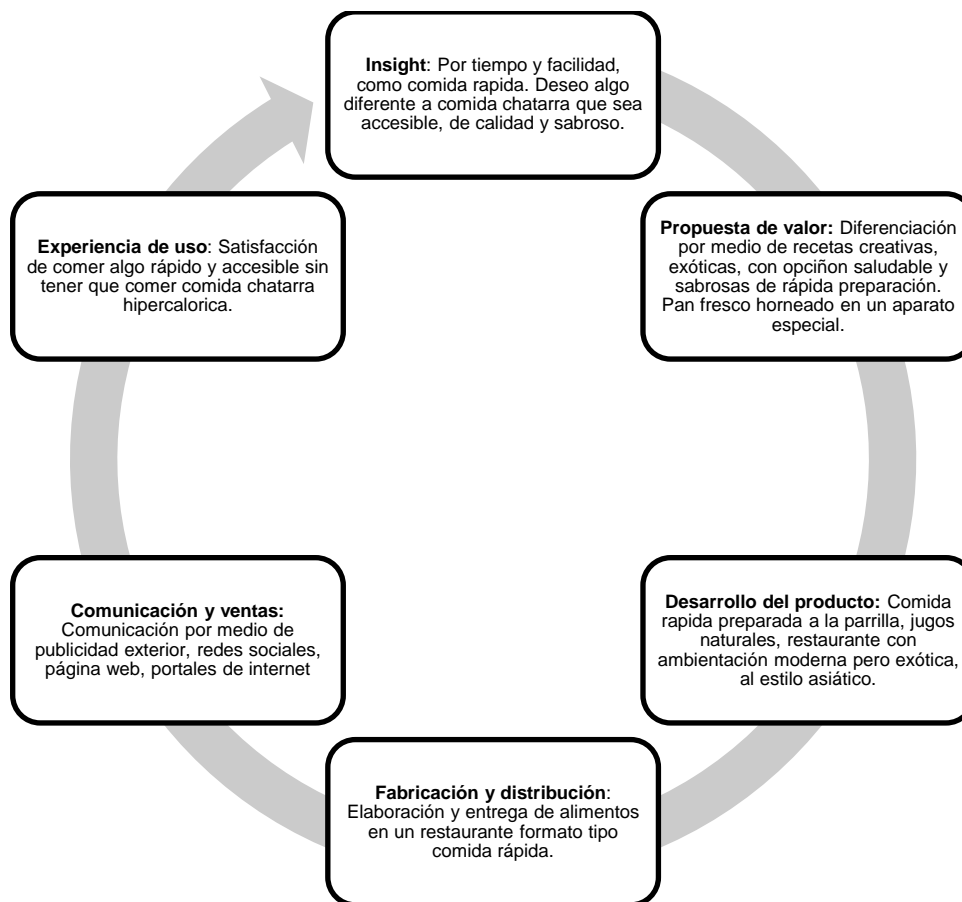 Insight: Por tiempo y facilidad,
como comida rapida. Deseo algo
diferente a comida chatarra que sea
accesible, de calidad y sabroso.
Propuesta de valor: Diferenciación
por medio de recetas creativas,
exóticas, con opciñon saludable y
sabrosas de rápida preparación.
Pan fresco horneado en un aparato
especial.
Desarrollo del producto: Comida
rapida preparada a la parrilla, jugos
naturales, restaurante con
ambientación moderna pero exótica,
al estilo asiático.
Fabricación y distribución:
Elaboración y entrega de alimentos
en un restaurante formato tipo
comida rápida.
Comunicación y ventas:
Comunicación por medio de
publicidad exterior, redes sociales,
página web, portales de internet
Experiencia de uso: Satisfacción
de comer algo rápido y accesible sin
tener que comer comida chatarra
hipercalorica.